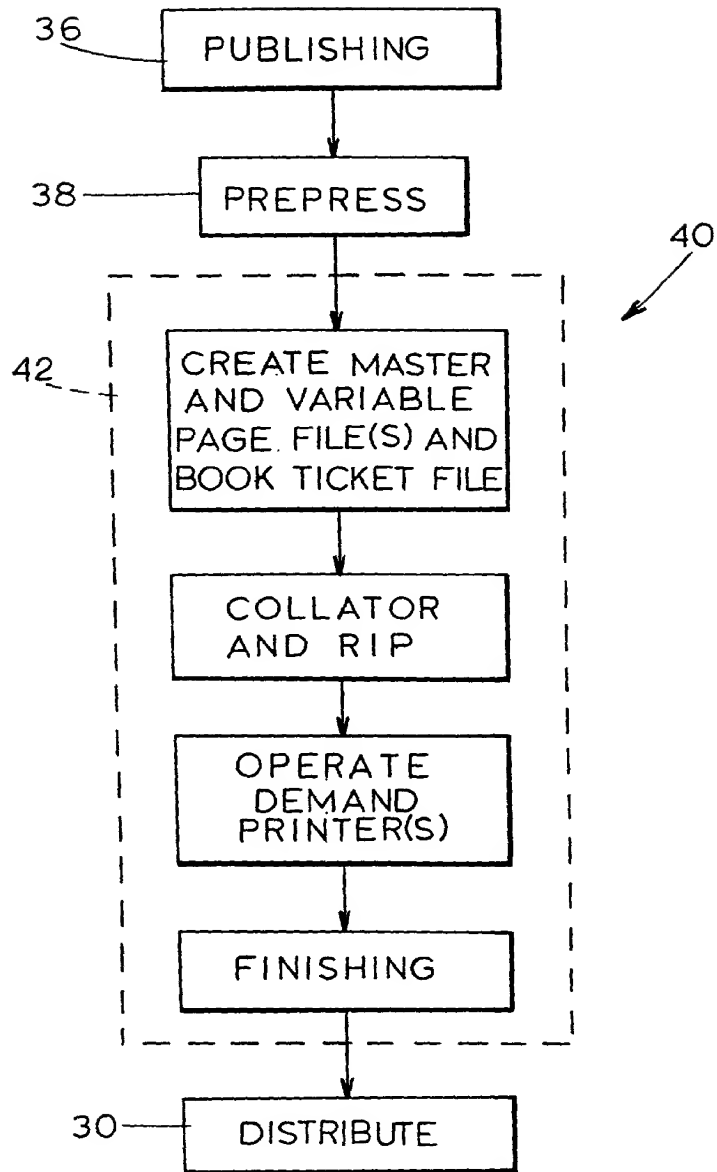 36
PUBLISHING
38
PREPRESS
40
42
CREATE MASTER
AND VARIABLE
PAGE FILE(S) AND
BOOK TICKET FILE
COLLATOR
AND RIP
OPERATE
DEMAND
PRINTER(S)
FINISHING
30
DISTRIBUTE